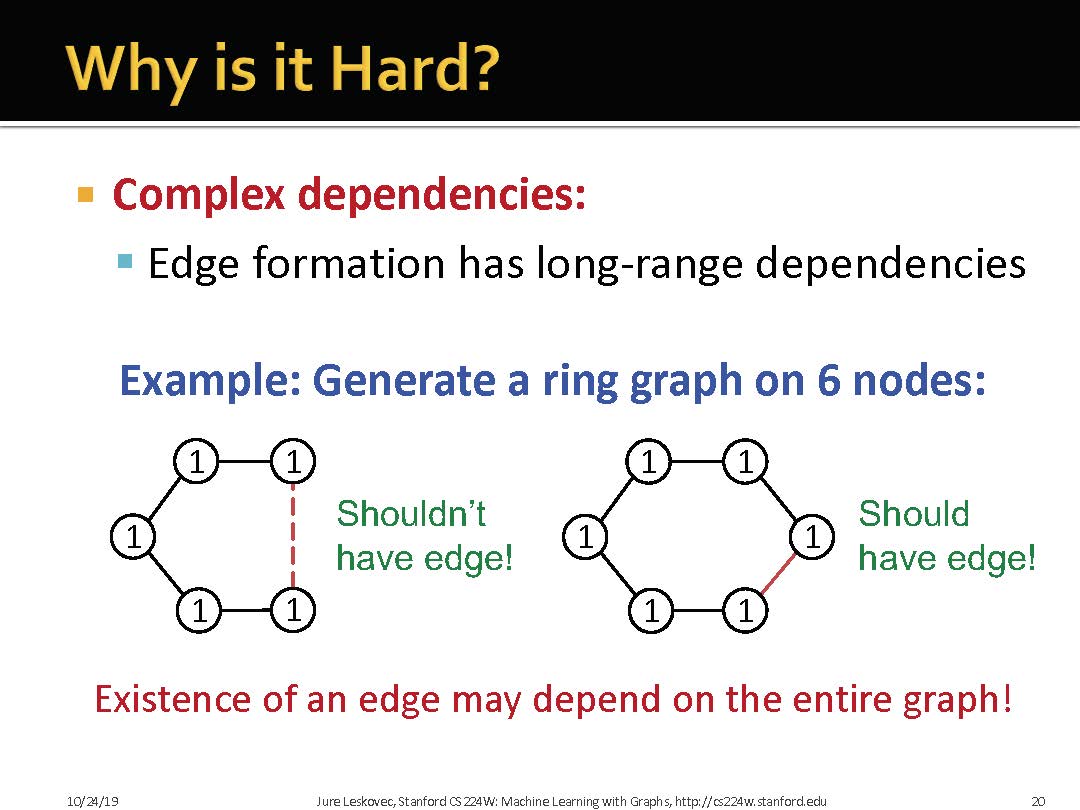 Why is it Hard?
Complex dependencies:
Edge formation has long-range dependencies
Example: Generate a ring graph on 6 nodes:
1 1
1
1 1
Shouldn't
have edge!
1 1
1 1
1 1
Should
have edge!
Existence of an edge may depend on the entire graph!
10/24/19
Jure Leskovec, Stanford CS224W: Machine Learning with Graphs, http://cs224w.stanford.edu
20